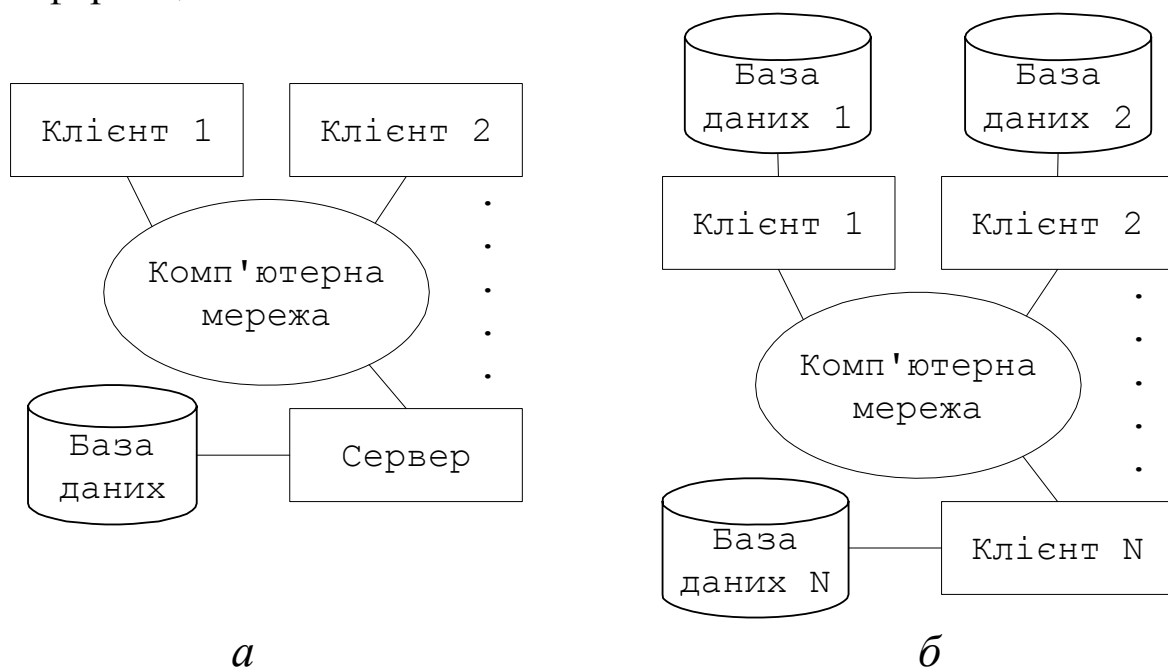 Клієнт 1
Клієнт 2
Комп'ютерна
мережа
База
даних
Сервер
а
База
даних 1
База
даних 2
Клієнт 1
Клієнт 2
Комп'ютерна
мережа
База
даних N
Клієнт N
б